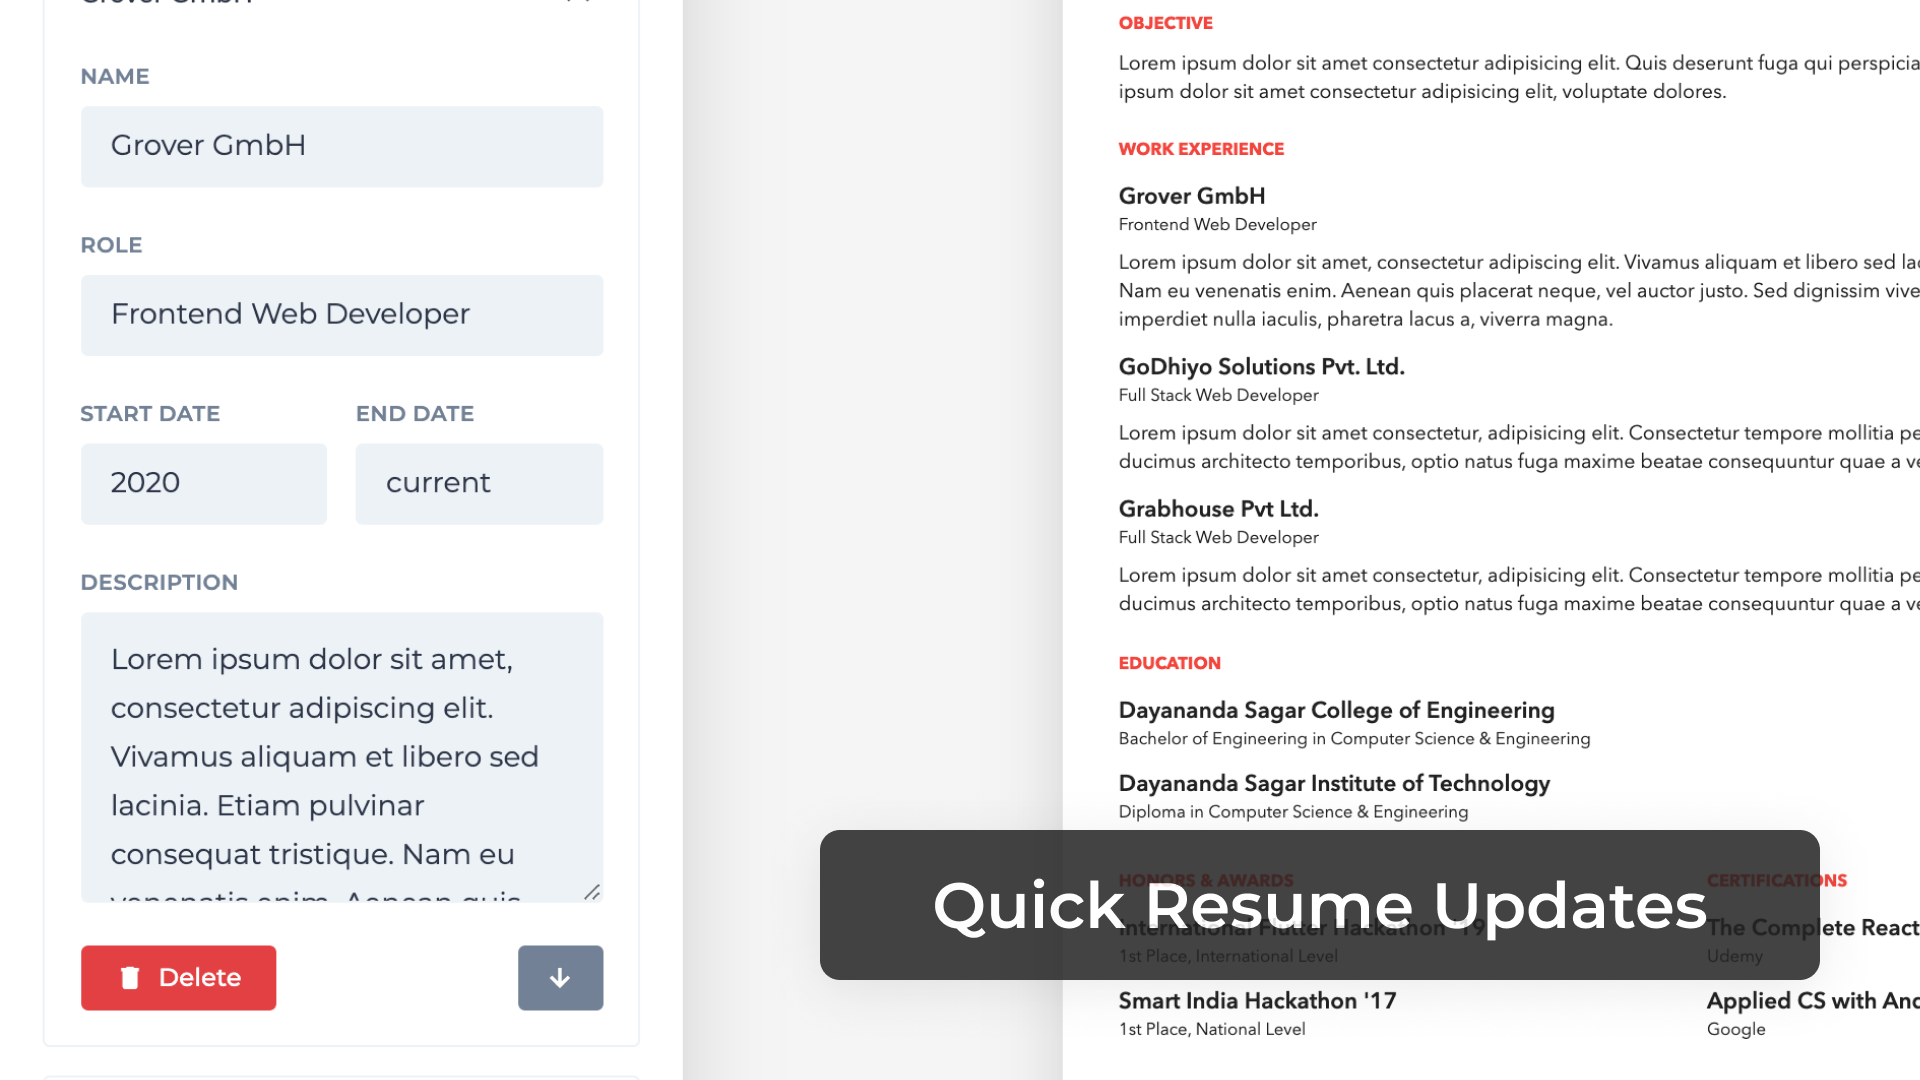 Grover GmbH
NAME
Grover GmbH
ROLE
Frontend Web Developer
START DATE
END DATE
2020
current
DESCRIPTION
Lorem ipsum dolor sit amet,
consectetur adipiscing elit.
Vivamus aliquam et libero sed
lacinia. Etiam pulvinar
consequat tristique. Nam eu
venenatis enim. Aenean quis
Delete
OBJECTIVE
Lorem ipsum dolor sit amet consectetur adipisicing elit. Quis deserunt fuga qui perspicia
ipsum dolor sit amet consectetur adipisicing elit, voluptate dolores.
WORK EXPERIENCE
Grover GmbH
Frontend Web Developer
Lorem ipsum dolor sit amet, consectetur adipiscing elit. Vivamus aliquam et libero sed lac
Nam eu venenatis enim. Aenean quis placerat neque, vel auctor justo. Sed dignissim vive
imperdiet nulla iaculis, pharetra lacus a, viverra magna.
GoDhiyo Solutions Pvt. Ltd.
Full Stack Web Developer
Lorem ipsum dolor sit amet consectetur, adipisicing elit. Consectetur tempore mollitia pe
ducimus architecto temporibus, optio natus fuga maxime beatae consequuntur quae a ve
Grabhouse Pvt Ltd.
Full Stack Web Developer
Lorem ipsum dolor sit amet consectetur, adipisicing elit. Consectetur tempore mollitia pe
ducimus architecto temporibus, optio natus fuga maxime beatae consequuntur quae a ve
EDUCATION
Dayananda Sagar College of Engineering
Bachelor of Engineering in Computer Science & Engineering
Dayananda Sagar Institute of Technology
Diploma in Computer Science & Engineering
HONORS & AWARDS
International Flutter Hackathon '19
1st Place, International Level
Smart India Hackathon '17
1st Place, National Level
CERTIFICATIONS
The Complete React
Udemy
Applied CS with And
Google
Quick Resume Updates